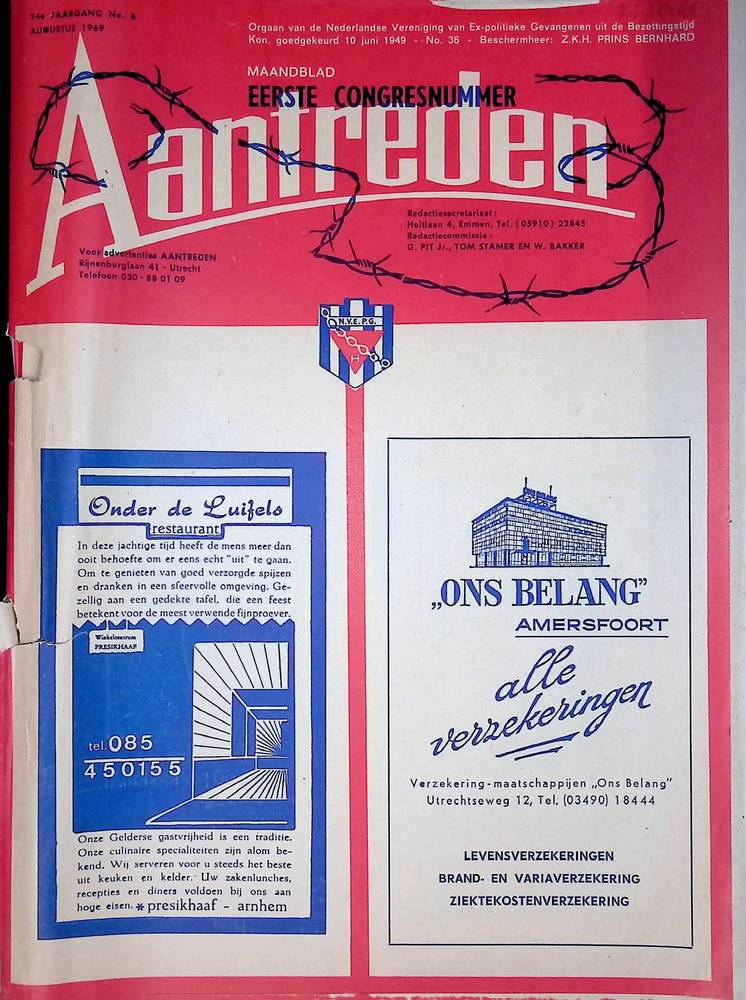 24e JAARGANG No. 8
AUGUSTUS 1969
Orgaan van de Nederlandse Vereniging van Ex-politieke Gevangenen uit de Bezettingstijd
Kon. goedgekeurd 10 juni 1949 - No. 36 - Beschermheer: Z.K.H. PRINS BERNHARD
MAANDBLAD
EERSTE CONGRESNUMMER
Aantreden
Redactiesecretariaat:
Holtlaan 4, Emmen, Tel. (05910) 22845
Redactiecommissie:
G. PIT Jr., TOM STAMER EN W. BAKKER
Voor advertenties AANTREDEN
Rijnenburglaan 41 - Utrecht
Telefoon 030 - 88 01 09
N.V.E.P.G.
H
Onder de Luifels
restaurant
In deze jachtige tijd heeft de mens meer dan
ooit behoefte om er eens echt "uit" te gaan.
Om te genieten van goed verzorgde spijzen
en dranken in een sfeervolle omgeving. Ge-
zellig aan een gedekte tafel, die een feest
betekent voor de meest verwende fijnproever.
Winkelcentrum
PRESIKHAAF
tel. 085
450155
Onze Gelderse gastvrijheid is een traditie.
Onze culinaire specialiteiten zijn alom be-
kend. Wij serveren voor u steeds het beste
uit keuken en kelder. Uw zakenlunches,
recepties en diners voldoen bij ons aan
hoge eisen. * presikhaaf - arnhem
ONS BELANG
„ONS BELANG"
AMERSFOORT
alle
verzekeringen
Verzekering-maatschappijen „Ons Belang"
Utrechtseweg 12, Tel. (03490) 18444
LEVENSVERZEKERINGEN
BRAND- EN VARIAVERZEKERING
ZIEKTEKOSTENVERZEKERING